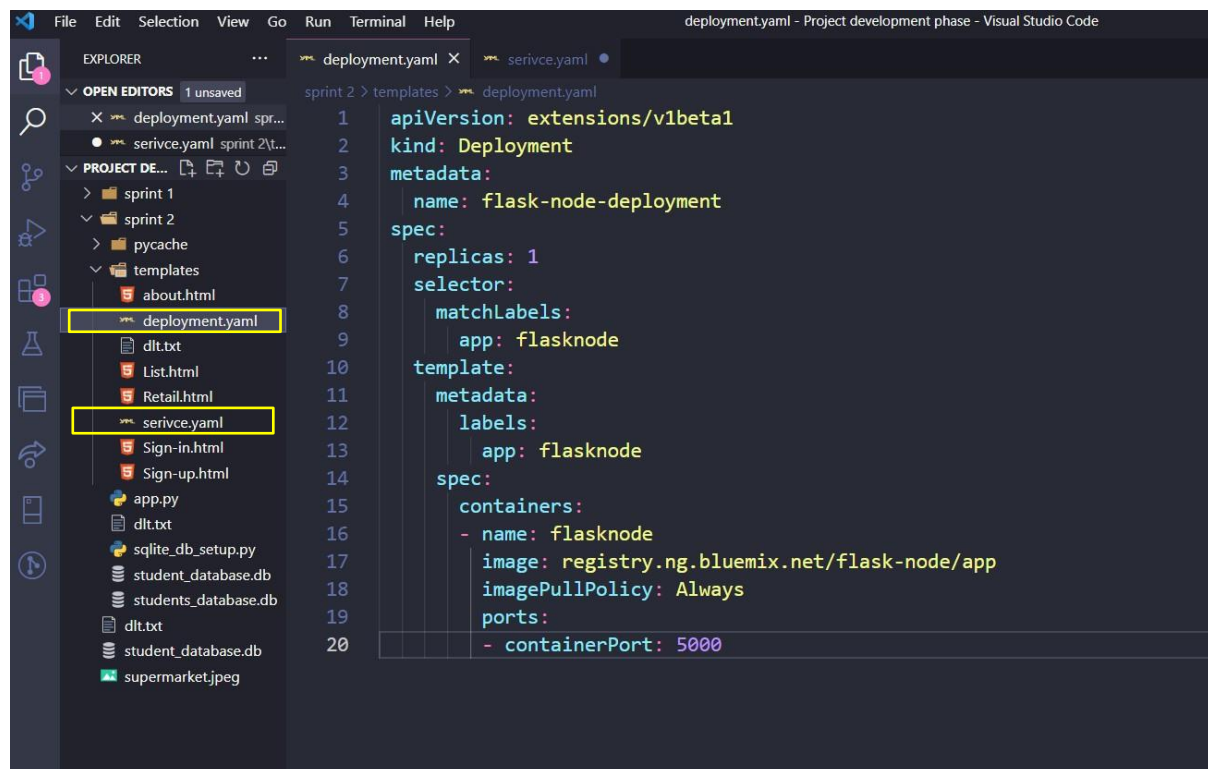 File Edit Selection View Go Run Terminal Help deployment.yaml - Project development phase - Visual Studio Code
EXPLORER ...
OPEN EDITORS 1 unsaved
deployment.yaml spr...
serivce.yaml sprint 2\t...
PROJECT DE...
sprint 1
sprint 2
pycache
templates
about.html
deployment.yaml
dlt.txt
List.html
Retail.html
serivce.yaml
Sign-in.html
Sign-up.html
app.py
dlt.txt
sqlite_db_setup.py
student_database.db
students_database.db
dlt.txt
student_database.db
supermarket.jpeg
1
3
deployment.yaml serivce.yaml
sprint 2 > templates > deployment.yaml
1 apiVersion: extensions/v1beta1
2 kind: Deployment
3 metadata:
4 name: flask-node-deployment
5 spec:
6 replicas: 1
7 selector:
8 matchLabels:
9 app: flasknode
10 template:
11 metadata:
12 labels:
13 app: flasknode
14 spec:
15 containers:
16 - name: flasknode
17 image: registry.ng.bluemix.net/flask-node/app
18 imagePullPolicy: Always
19 ports:
20 - containerPort: 5000